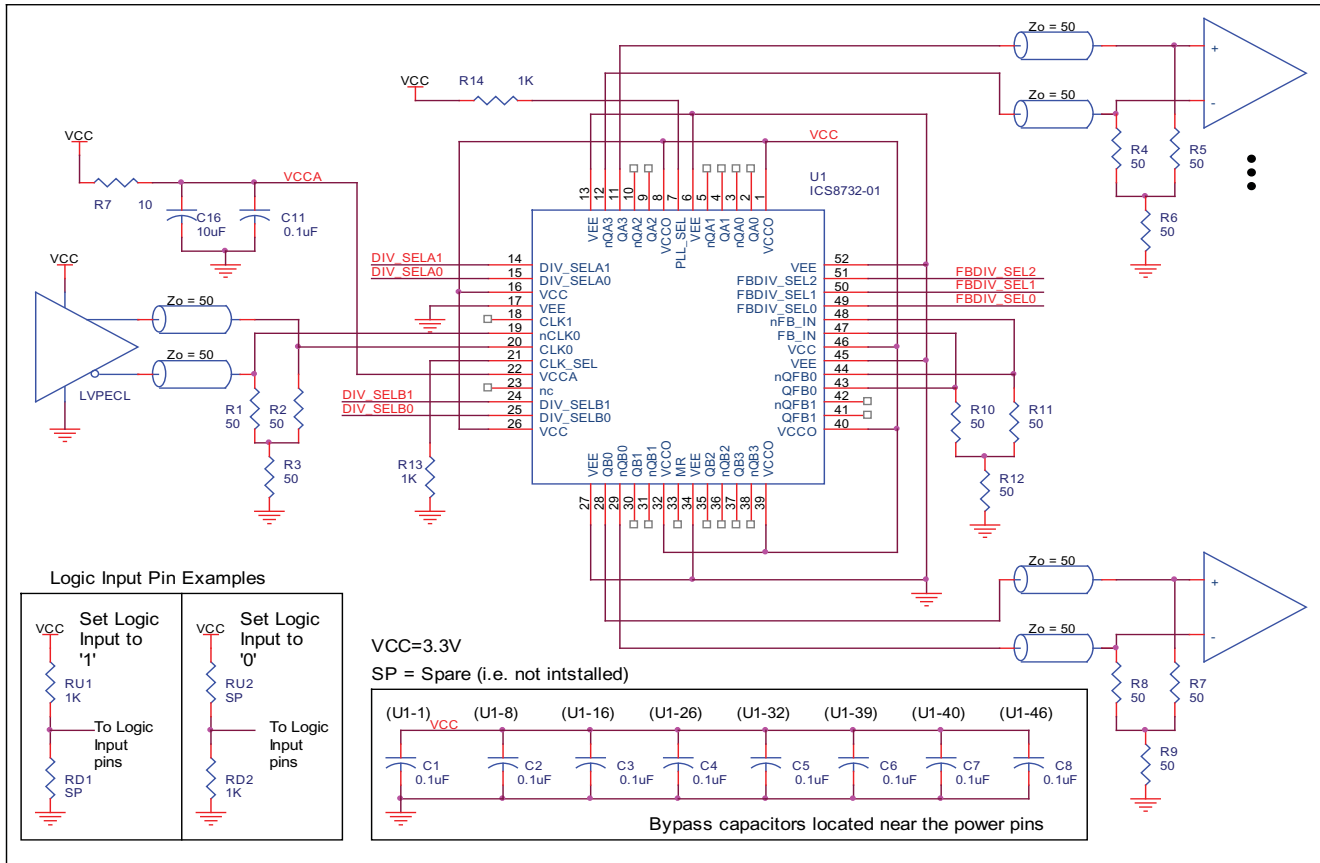 Zo = 50
VCC
R14
1K
Zo = 50
+
-
R4
50
R5
50
R6
50
VCC
R7
10
VCCA
C16
10uF
C11
0.1uF
VCC
U1
ICS8732-01
13
12
11
10
9
8
7
6
5
4
3
2
1
VEE
nQA3
QA3
nQA2
QA2
VCCO
PLL_SEL
VEE
nQA1
QA1
nQA0
QA0
VCCO
DIV_SELA1
DIV_SELA0
14
15
16
17
18
19
20
21
22
23
24
25
26
DIV_SELA1
DIV_SELA0
VCC
VEE
CLK1
nCLK0
CLK0
CLK_SEL
VCCA
nc
DIV_SELB1
DIV_SELB0
VCC
VEE
FBDIV_SEL2
FBDIV_SEL1
FBDIV_SEL0
nFB_IN
FB_IN
VCC
VEE
nQFB0
QFB0
nQFB1
QFB1
VCCO
52
51
50
49
48
47
46
45
44
43
42
41
40
FBDIV_SEL2
FBDIV_SEL1
FBDIV_SEL0
VCC
Zo = 50
Zo = 50
LVPECL
R1
50
R2
50
R3
50
DIV_SELB1
DIV_SELB0
R13
1K
R10
50
R11
50
R12
50
VEE
QB0
nQB0
QB1
nQB1
VCCO
MR
VEE
QB2
nQB2
QB3
nQB3
VCCO
27
28
29
30
31
32
33
34
35
36
37
38
39
Zo = 50
Zo = 50
+
-
R8
50
R7
50
R9
50
Logic Input Pin Examples
Set Logic
Input to
'1'
VCC
RU1
1K
To Logic
Input
pins
RD1
SP
Set Logic
Input to
'0'
VCC
RU2
SP
To Logic
Input
pins
RD2
1K
VCC=3.3V
SP = Spare (i.e. not intstalled)
(U1-1) (U1-8) (U1-16) (U1-26) (U1-32) (U1-39) (U1-40) (U1-46)
VCC
C1
0.1uF
C2
0.1uF
C3
0.1uF
C4
0.1uF
C5
0.1uF
C6
0.1uF
C7
0.1uF
C8
0.1uF
Bypass capacitors located near the power pins